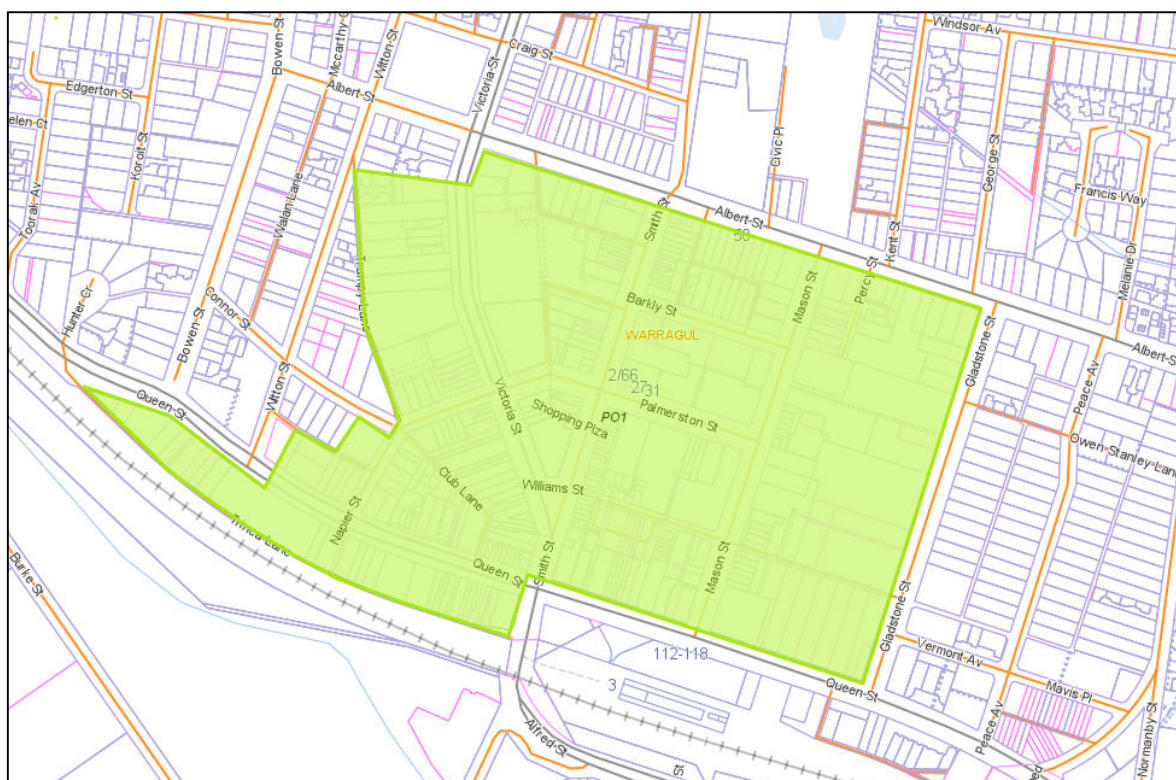 Windsor Av
Bowen St
Mccarthy
Witton St
Craig St
Victoria St
Edgerton St
Albert St
Koroit St
Civic Pl
George St
Walan Lane
Toorak Av
Francis Way
Smith St
Albert St
58
Kent St
Melanie Dr
Percy St
Mason St
Barkly St
Hunter Cr
Connor St
Bowen St
WARRAGUL
Gladstone St
Albert St
Peace Av
2/66
27
31
Victoria St
Palmerston St
Shopping Plza
PO1
Queen St
Witton St
Owen Stanley Lane
Club Lane
Williams St
Napier St
Burke St
Queen St
Smith St
Mason St
Gladstone St
112-118
3
Vermont Av
Queen St
Mavis Pl
Peace Av
Normanby St
Alfred St
St